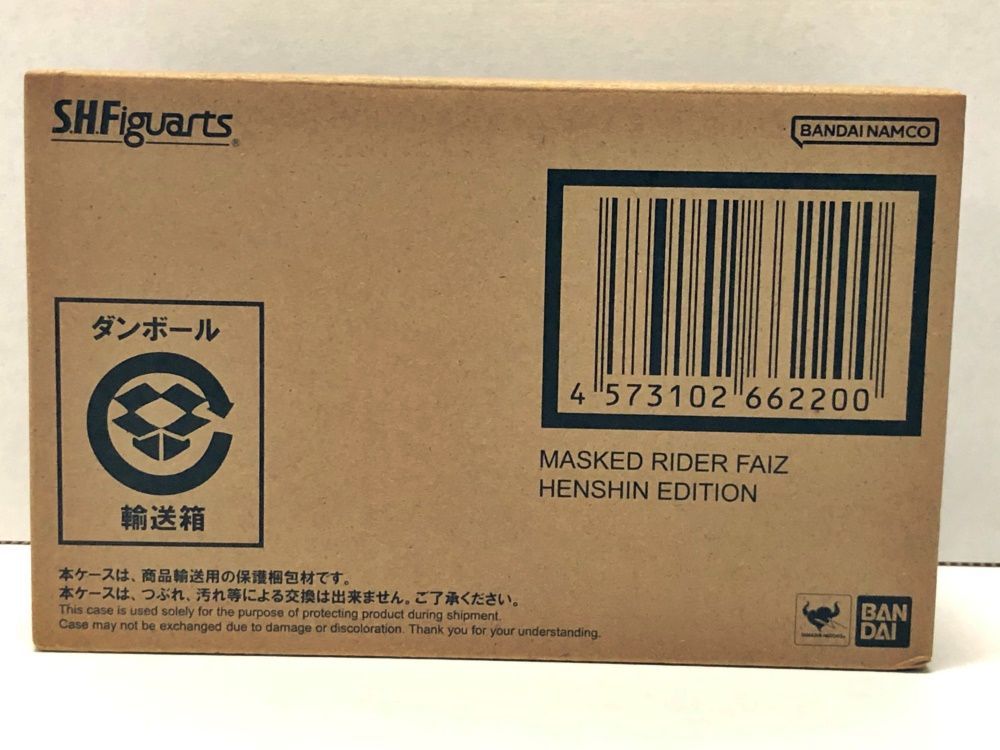 S.H.Figuarts®
BANDAI NAMCO
4 573102 662200
MASKED RIDER FAIZ
HENSHIN EDITION
ダンボール
輸送箱
本ケースは、商品輸送用の保護梱包材です。
本ケースは、つぶれ、汚れ等による交換は出来ません。ご了承ください。
This case is used solely for the purpose of protecting product during shipment.
Case may not be exchanged due to damage or discoloration. Thank you for your understanding.
BAN
DAI